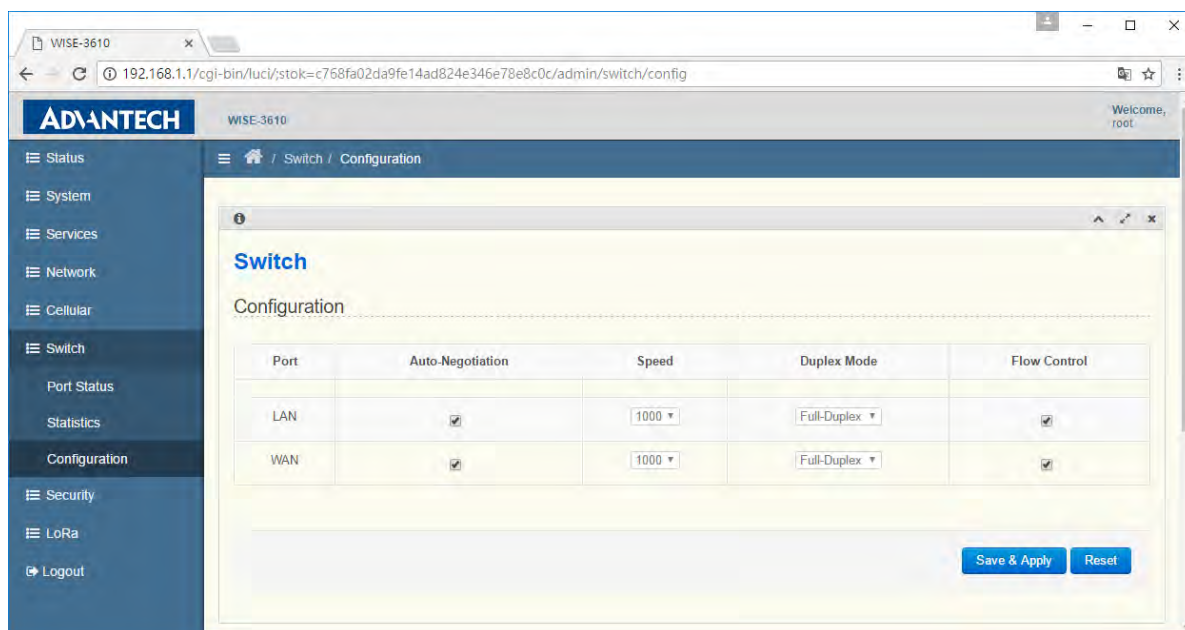 WISE-3610
192.168.1.1/cgi-bin/luci/;stok=c768fa02da9fe14ad824e346e78e8c0c/admin/switch/config
ADVANTECH
WISE-3610
Welcome,
root
Status
/ Switch / Configuration
System
Services
Network
Cellular
Switch
Port Status
Statistics
Configuration
Security
LoRa
Logout
Switch
Configuration
Port Auto-Negotiation Speed Duplex Mode Flow Control
LAN 1000 Full-Duplex
WAN 1000 Full-Duplex
Save & Apply Reset